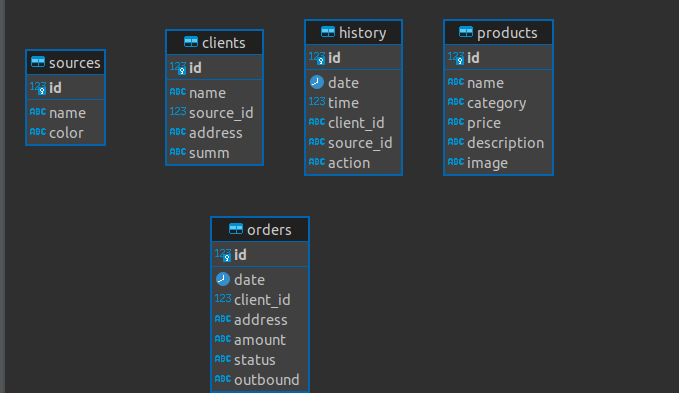 sources
123 id
ABC name
ABC color
clients
123 id
ABC name
123 source_id
ABC address
ABC summ
history
123 id
date
123 time
ABC client_id
ABC source_id
ABC action
products
123 id
ABC name
ABC category
ABC price
ABC description
ABC image
orders
123 id
date
123 client_id
ABC address
ABC amount
ABC status
ABC outbound